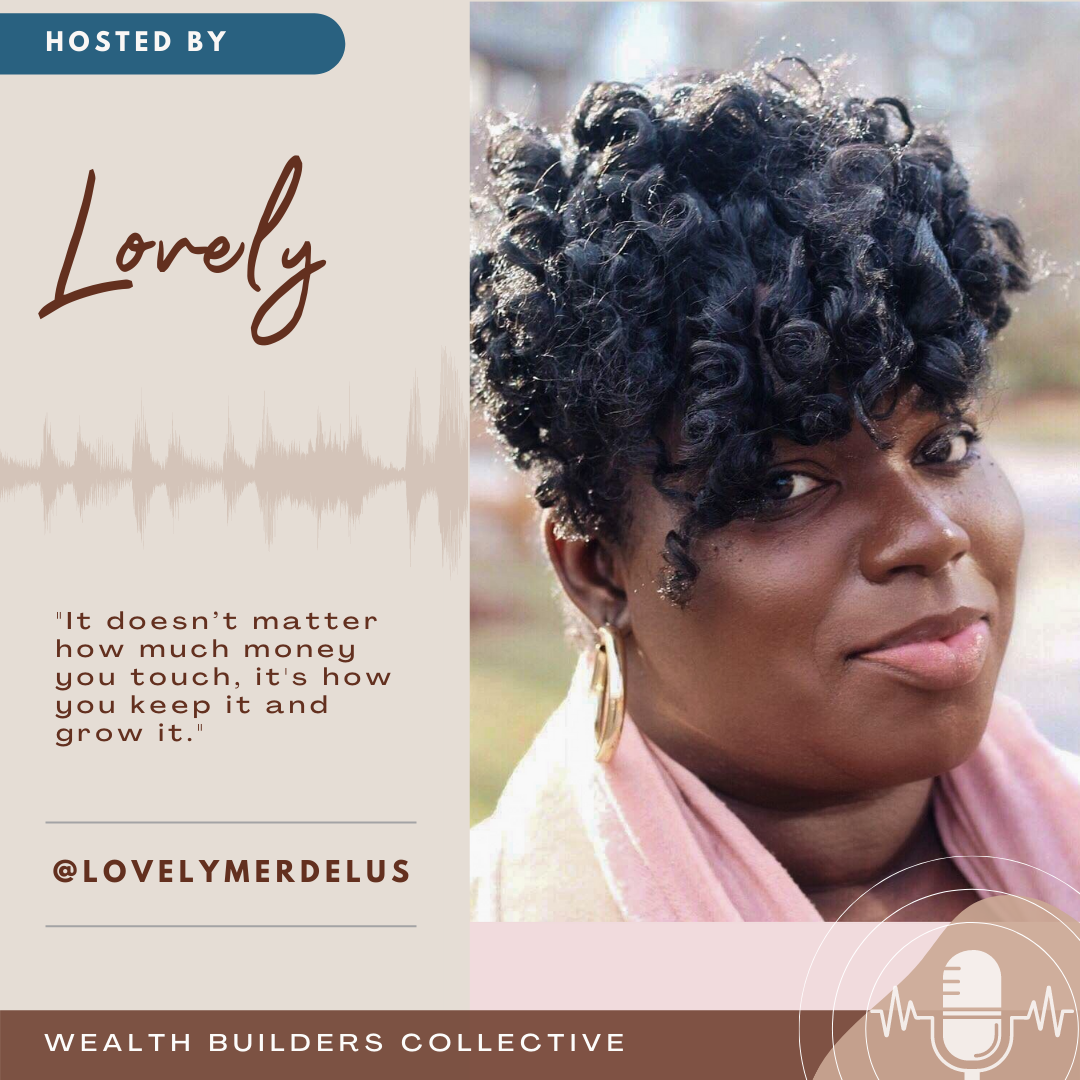 HOSTED BY
Lovely
"It doesn’t matter
how much money
you touch, it's how
you keep it and
grow it."
@LOVELYMERDELUS
WEALTH BUILDERS COLLECTIVE